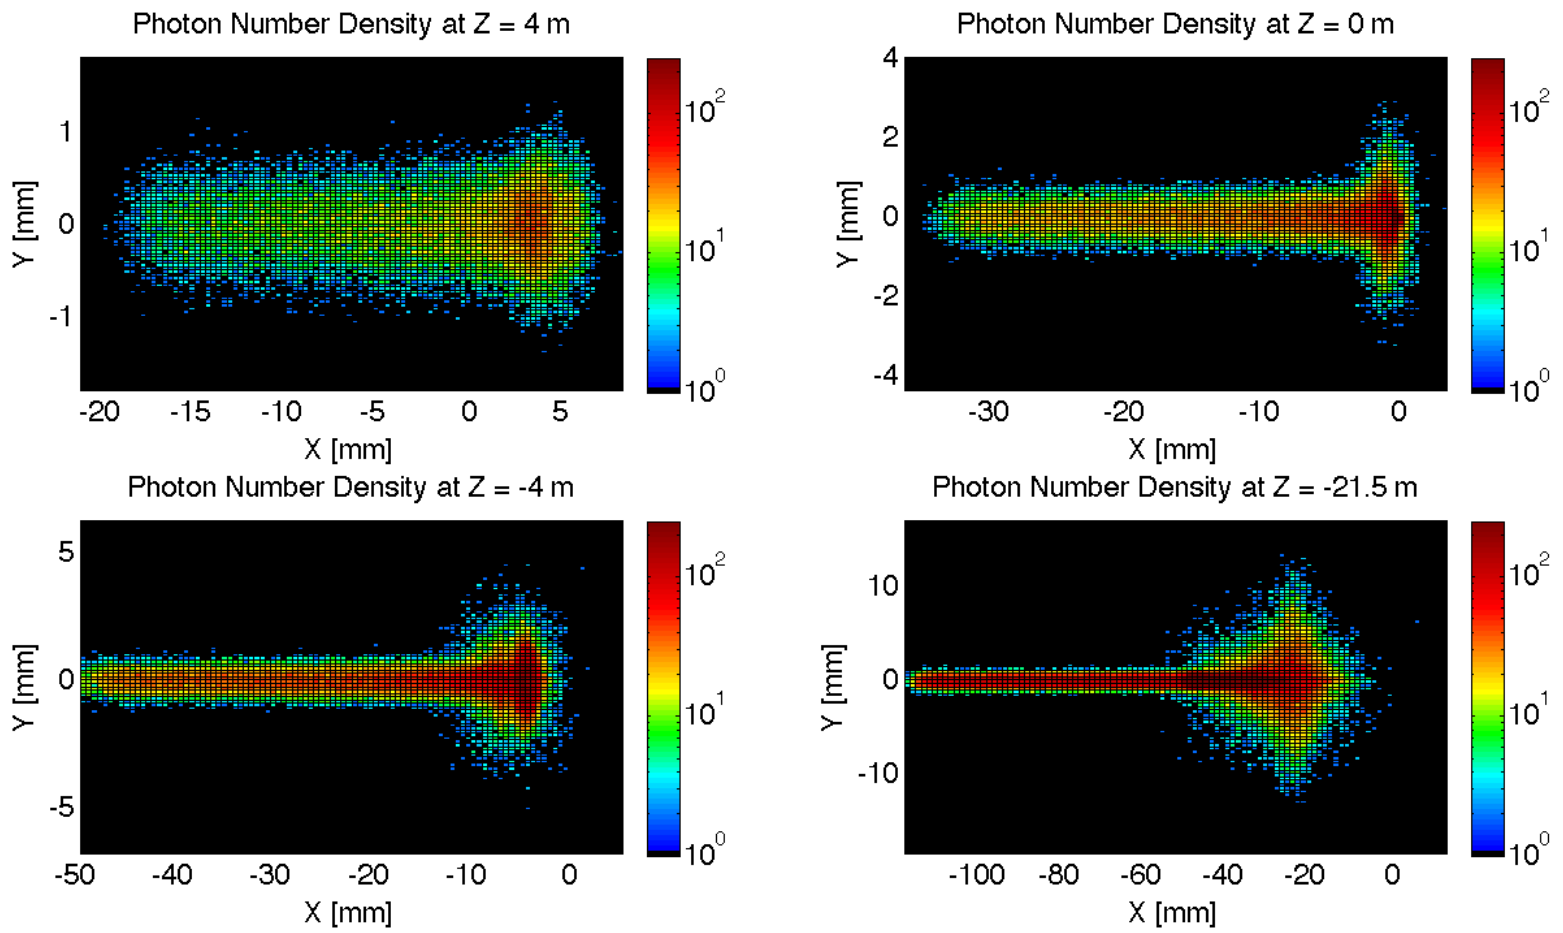 Photon Number Density at Z = 4 m
1
0
-1
Y [mm]
-20 -15 -10 -5 0 5
X [mm]
10^2
10^1
10^0
Photon Number Density at Z = 0 m
4
2
0
-2
-4
Y [mm]
-30 -20 -10 0
X [mm]
10^2
10^1
10^0
Photon Number Density at Z = -4 m
5
0
-5
Y [mm]
-50 -40 -30 -20 -10 0
X [mm]
10^2
10^1
10^0
Photon Number Density at Z = -21.5 m
10
0
-10
Y [mm]
-100 -80 -60 -40 -20 0
X [mm]
10^2
10^1
10^0